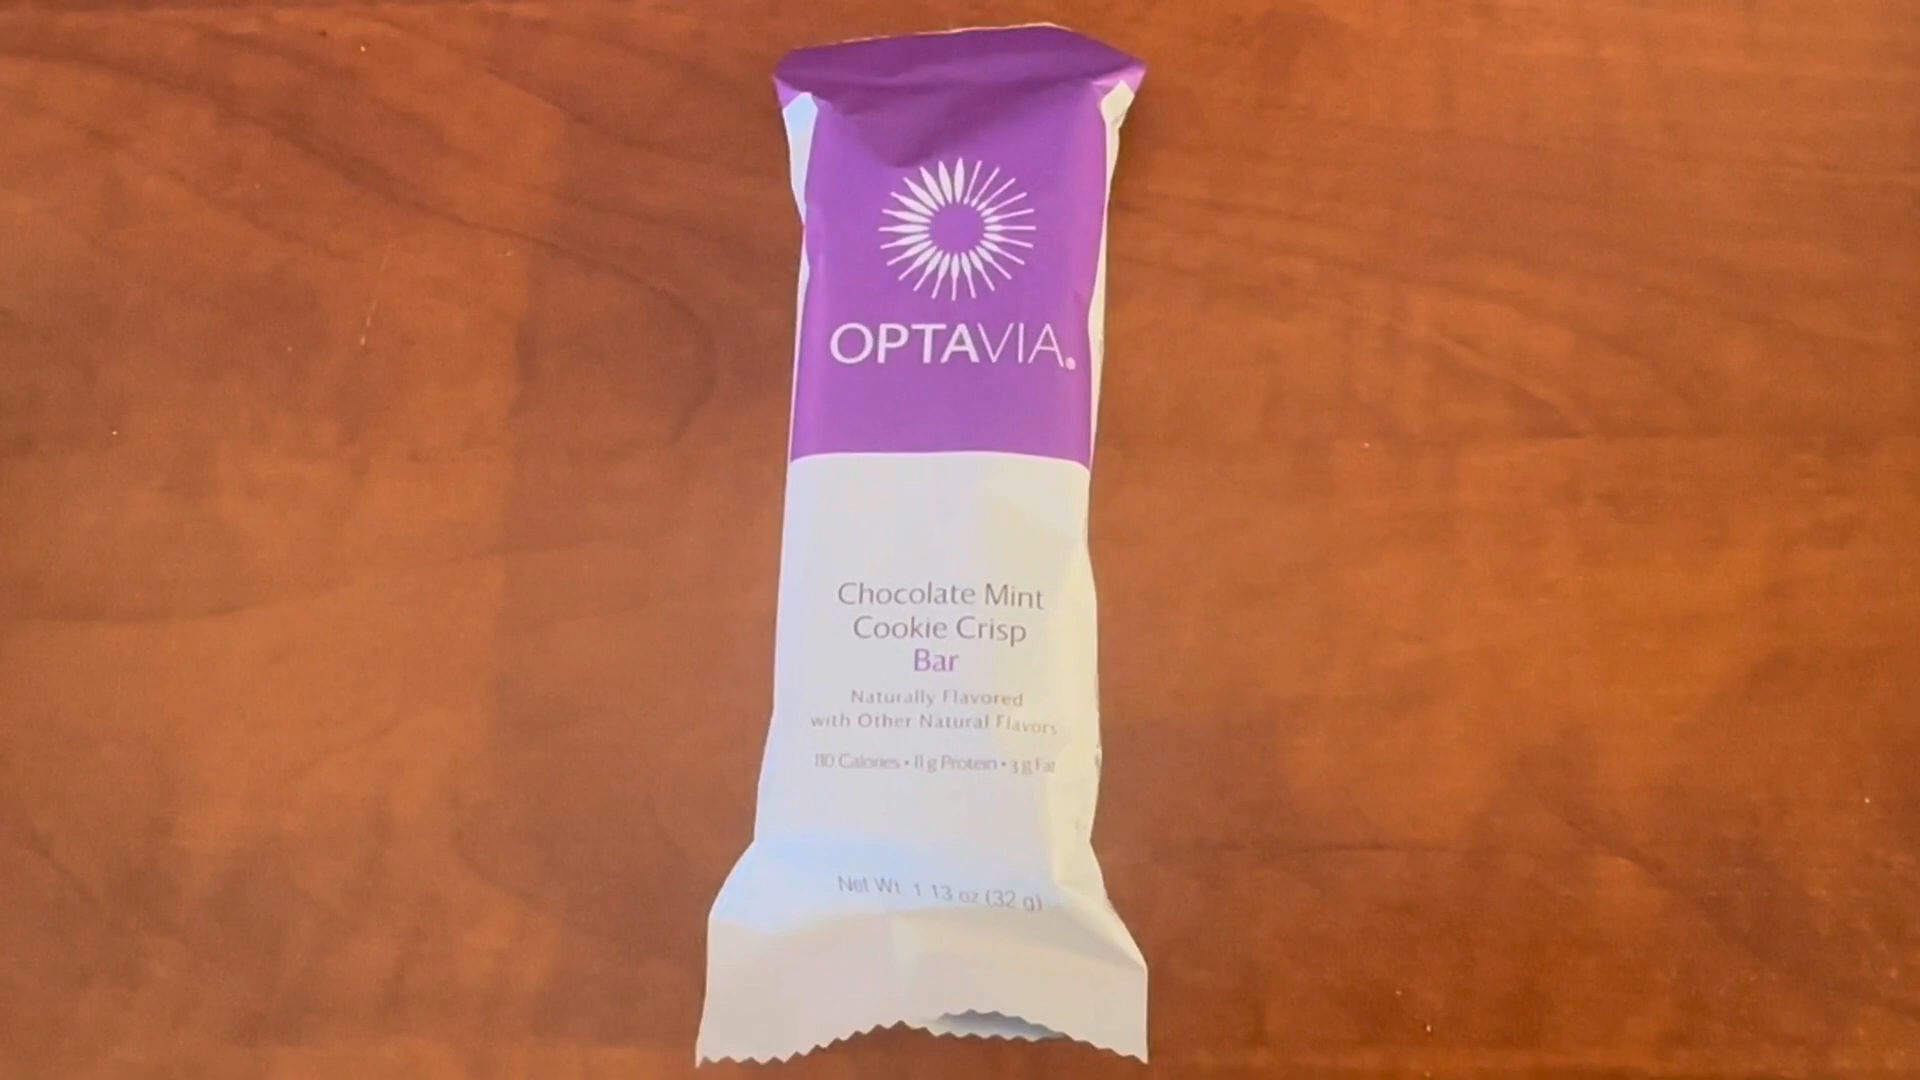 OPTAVIA®
Chocolate Mint
Cookie Crisp
Bar
Naturally Flavored
with Other Natural Flavors
110 Calories • 11 g Protein • 3 g Fat
Net Wt. 1.13 oz (32 g)